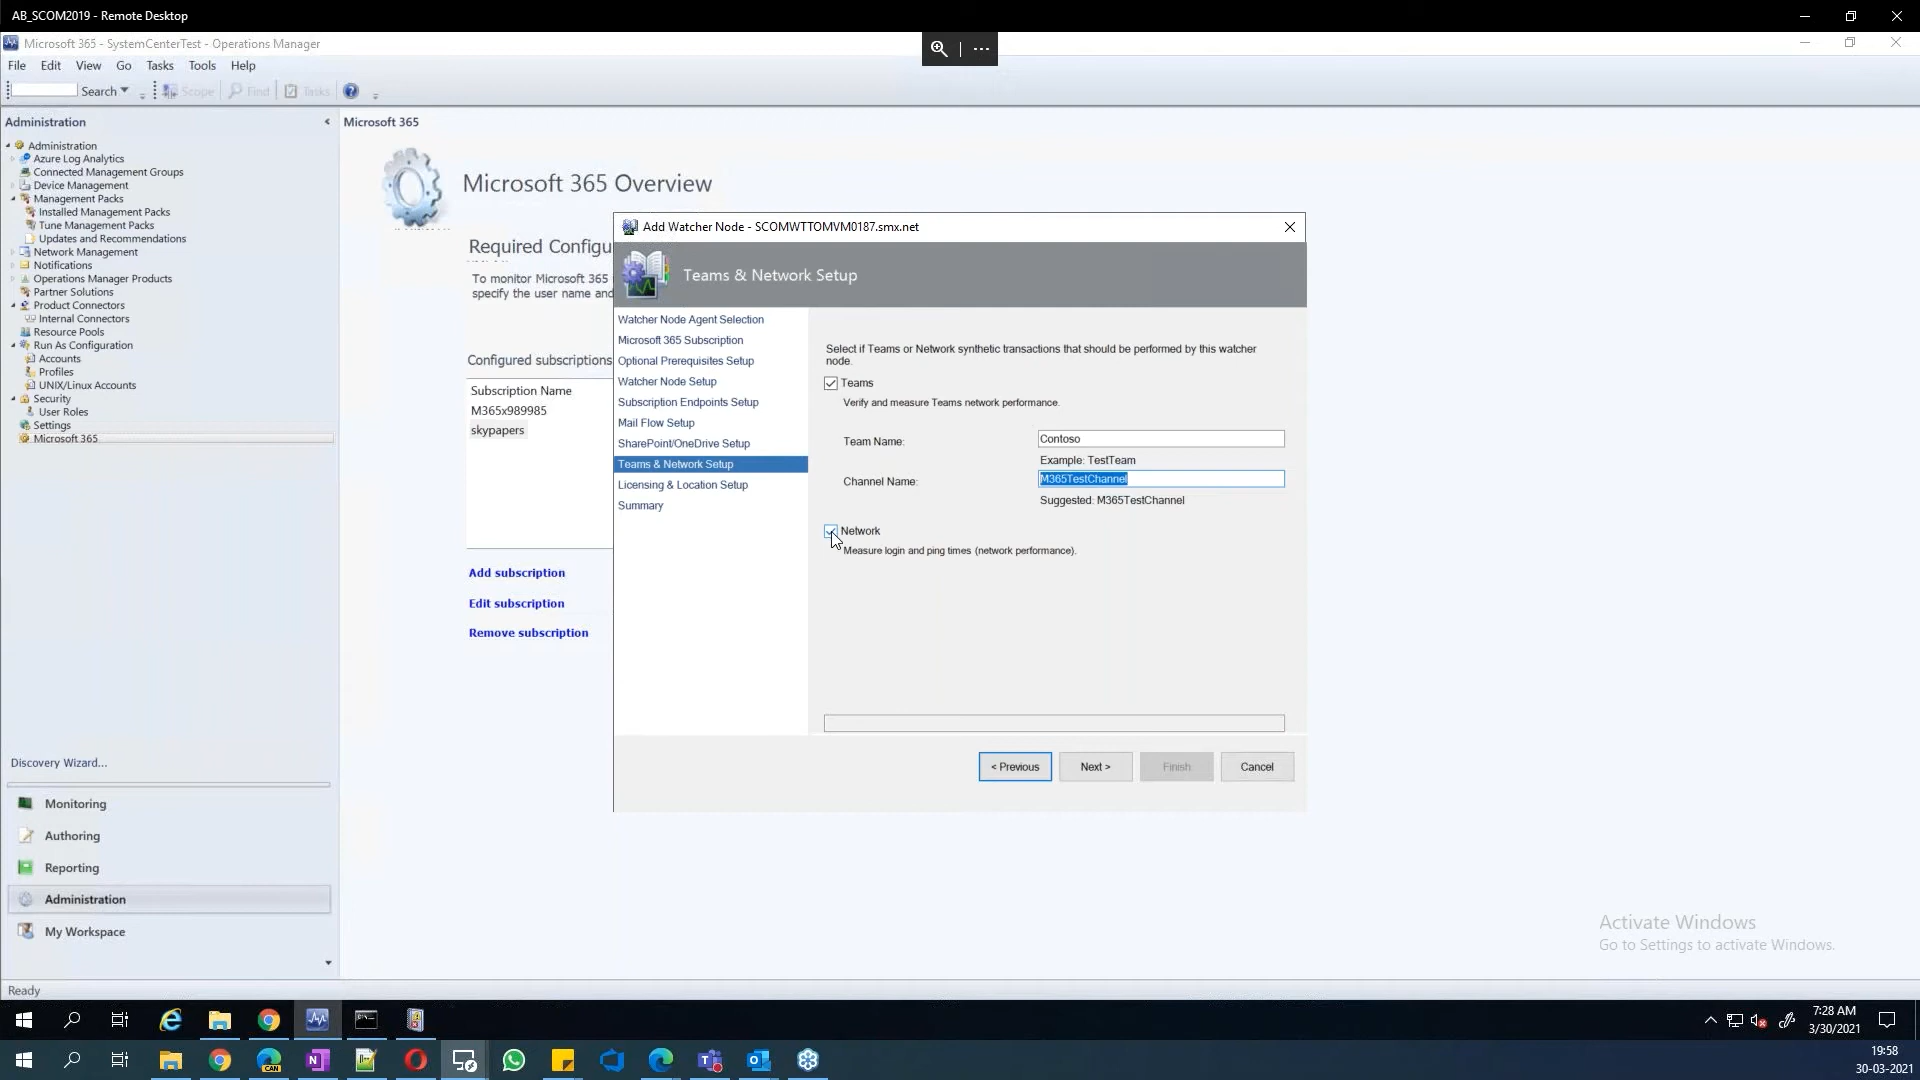 AB_SCOM2019 - Remote Desktop
Microsoft 365 - SystemCenterTest - Operations Manager
File Edit View Go Tasks Tools Help
Search Scope Find Tasks
Administration
Microsoft 365
Administration
Azure Log Analytics
Connected Management Groups
Device Management
Management Packs
Installed Management Packs
Tune Management Packs
Updates and Recommendations
Network Management
Notifications
Operations Manager Products
Partner Solutions
Product Connectors
Internal Connectors
Resource Pools
Run As Configuration
Accounts
Profiles
UNIX/Linux Accounts
Security
User Roles
Settings
Microsoft 365
Discovery Wizard...
Monitoring
Authoring
Reporting
Administration
My Workspace
Ready
Microsoft 365 Overview
Required Configu
To monitor Microsoft 365
specify the user name and
Configured subscriptions
Subscription Name
M365x989985
skypapers
Add subscription
Edit subscription
Remove subscription
Add Watcher Node - SCOMWTTOMVM0187.smx.net
Teams & Network Setup
Watcher Node Agent Selection
Microsoft 365 Subscription
Optional Prerequisites Setup
Watcher Node Setup
Subscription Endpoints Setup
Mail Flow Setup
SharePoint/OneDrive Setup
Teams & Network Setup
Licensing & Location Setup
Summary
Select if Teams or Network synthetic transactions that should be performed by this watcher
node.
Teams
Verify and measure Teams network performance.
Team Name: Contoso
Example: TestTeam
Channel Name: M365TestChannel
Suggested: M365TestChannel
Network
Measure login and ping times (network performance).
< Previous Next > Finish Cancel
Activate Windows
Go to Settings to activate Windows.
7:28 AM
3/30/2021
CAN
19:58
30-03-2021